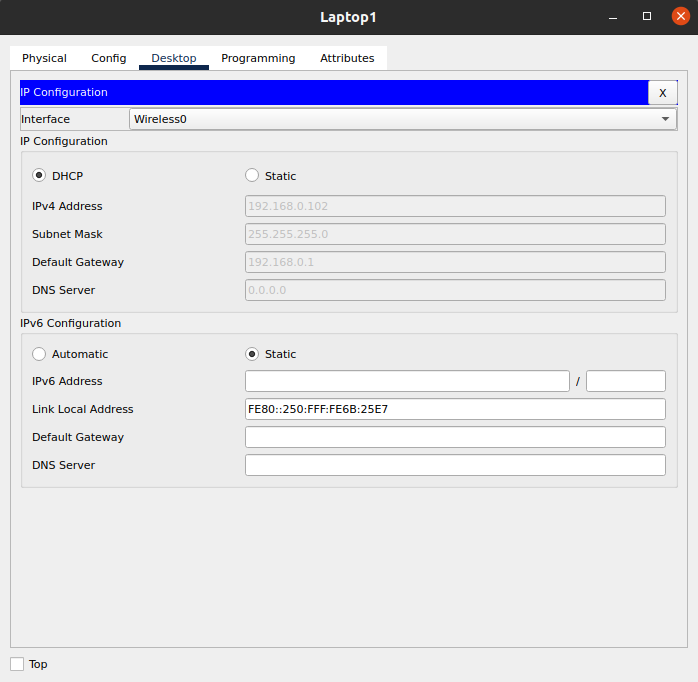 Laptop1
Physical Config Desktop Programming Attributes
IP Configuration X
Interface Wireless0
IP Configuration
DHCP Static
IPv4 Address 192.168.0.102
Subnet Mask 255.255.255.0
Default Gateway 192.168.0.1
DNS Server 0.0.0.0
IPv6 Configuration
Automatic Static
IPv6 Address /
Link Local Address FE80::250:FFF:FE6B:25E7
Default Gateway
DNS Server
Top